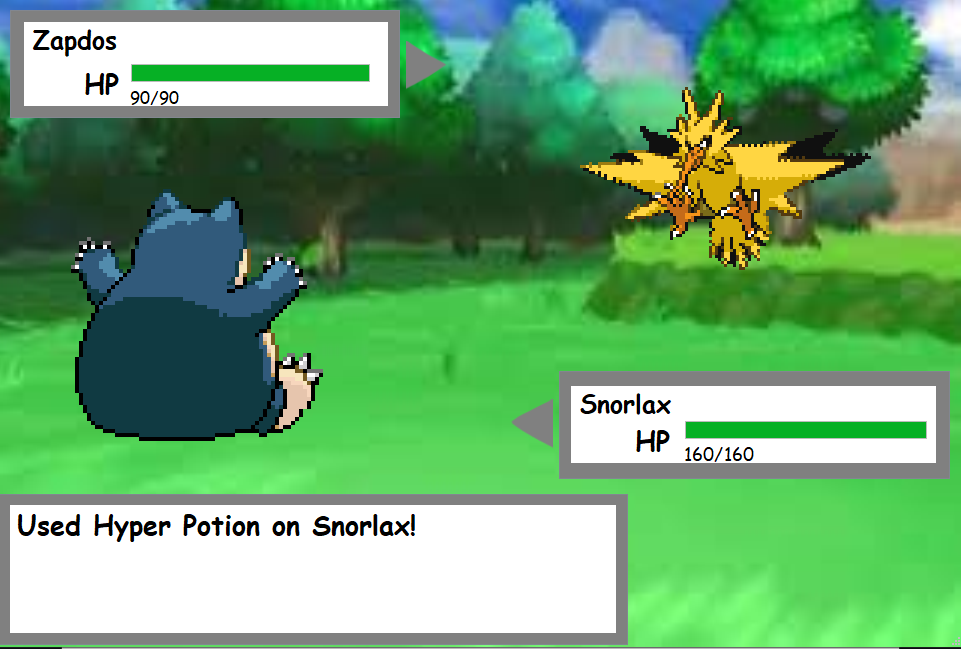 Zapdos
HP
90/90
Snorlax
HP
160/160
Used Hyper Potion on Snorlax!